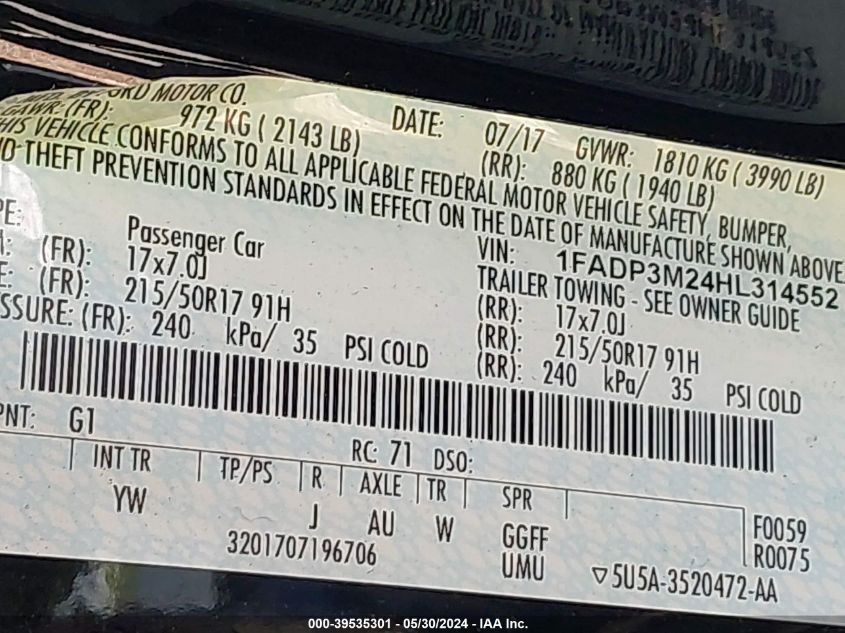 FORD MOTOR CO. DATE: 07/17 GVWR: 1810 KG ( 3990 LB)
GAWR: (FR): 972 KG ( 2143 LB) (RR): 880 KG ( 1940 LB)
THIS VEHICLE CONFORMS TO ALL APPLICABLE FEDERAL MOTOR VEHICLE SAFETY, BUMPER,
THEFT PREVENTION STANDARDS IN EFFECT ON THE DATE OF MANUFACTURE SHOWN ABOVE.
VIN: 1FADP3M24HL314552
PE: Passenger Car TRAILER TOWING - SEE OWNER GUIDE
(FR): 17x7.0J (RR): 17x7.0J
(FR): 215/50R17 91H (RR): 215/50R17 91H
SSURE: (FR): 240 kPa/ 35 PSI COLD (RR): 240 kPa/ 35 PSI COLD
PNT: G1 RC: 71 DSO:
INT TR TP/PS R AXLE TR SPR
YW J AU W GGFF F0059
3201707196706 UMU R0075
▽5U5A-3520472-AA
000-39535301 - 05/30/2024 - IAA Inc.